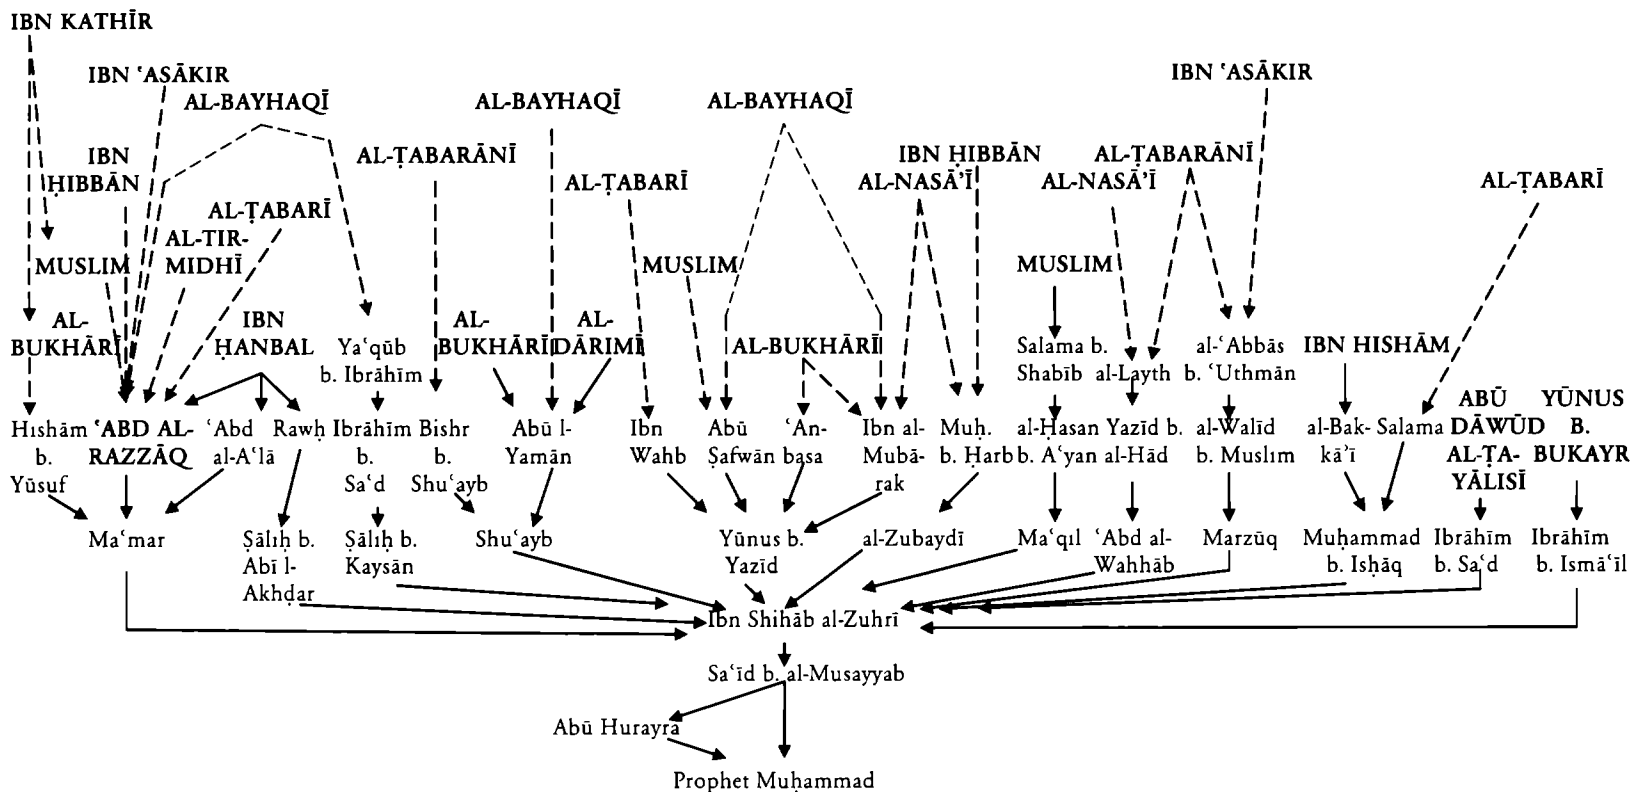 IBN KATHĪR
IBN ʿASĀKIR
IBN ʿASĀKIR
AL-BAYHAQĪ
AL-BAYHAQĪ
AL-BAYHAQĪ
IBN
ḤIBBĀN
AL-ṬABARĀNĪ
IBN ḤIBBĀN
AL-ṬABARĀNĪ
AL-ṬABARĪ
AL-NASĀʾĪ
AL-NASĀʾĪ
AL-ṬABARĪ
AL-ṬABARĪ
AL-TIR-
MIDHĪ
MUSLIM
MUSLIM
MUSLIM
AL-
BUKHĀRĪ
IBN
ḤANBAL
Yaʿqūb
b. Ibrāhīm
AL-
BUKHĀRĪ
AL-
DĀRIMĪ
AL-BUKHĀRĪ
Salama b.
Shabīb
al-Layth
al-ʿAbbās
b. ʿUthmān
IBN HISHĀM
Hishām
b.
Yūsuf
ʿABD AL-
RAZZĀQ
ʿAbd
al-Aʿlā
Rawḥ
Ibrāhīm
b.
Saʿd
Bishr
b.
Shuʿayb
Abū l-
Yamān
Ibn
Wahb
Abū
Ṣafwān
ʿAn-
basa
Ibn al-
Mubā-
rak
Muḥ.
b. Ḥarb
al-Ḥasan
b. Aʿyan
Yazīd b.
al-Hād
al-Walīd
b. Muslim
al-Bak-
kāʾī
Salama
ABŪ
DĀWŪD
AL-ṬA-
YĀLISĪ
YŪNUS
B.
BUKAYR
Maʿmar
Ṣāliḥ b.
Abī l-
Akhḍar
Ṣāliḥ b.
Kaysān
Shuʿayb
Yūnus b.
Yazīd
al-Zubaydī
Maʿqıl
ʿAbd al-
Wahhāb
Marzūq
Muḥammad
b. Isḥāq
Ibrāhīm
b. Saʿd
Ibrāhīm
b. Ismāʿīl
Ibn Shihāb al-Zuhrī
Saʿīd b. al-Musayyab
Abū Hurayra
Prophet Muḥammad